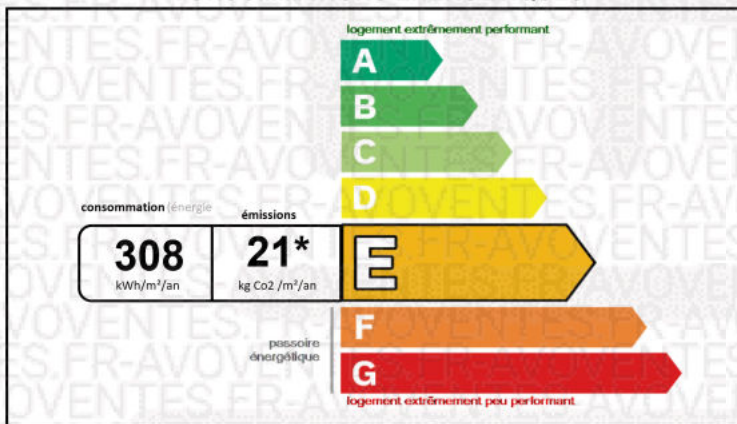 logement extrêmement performant
A
B
C
D
consommation (énergie
émissions
308
21*
E
kWh/m²/an
kg Co2 /m²/an
F
passoire
énergétique
G
logement extrêmement peu performant